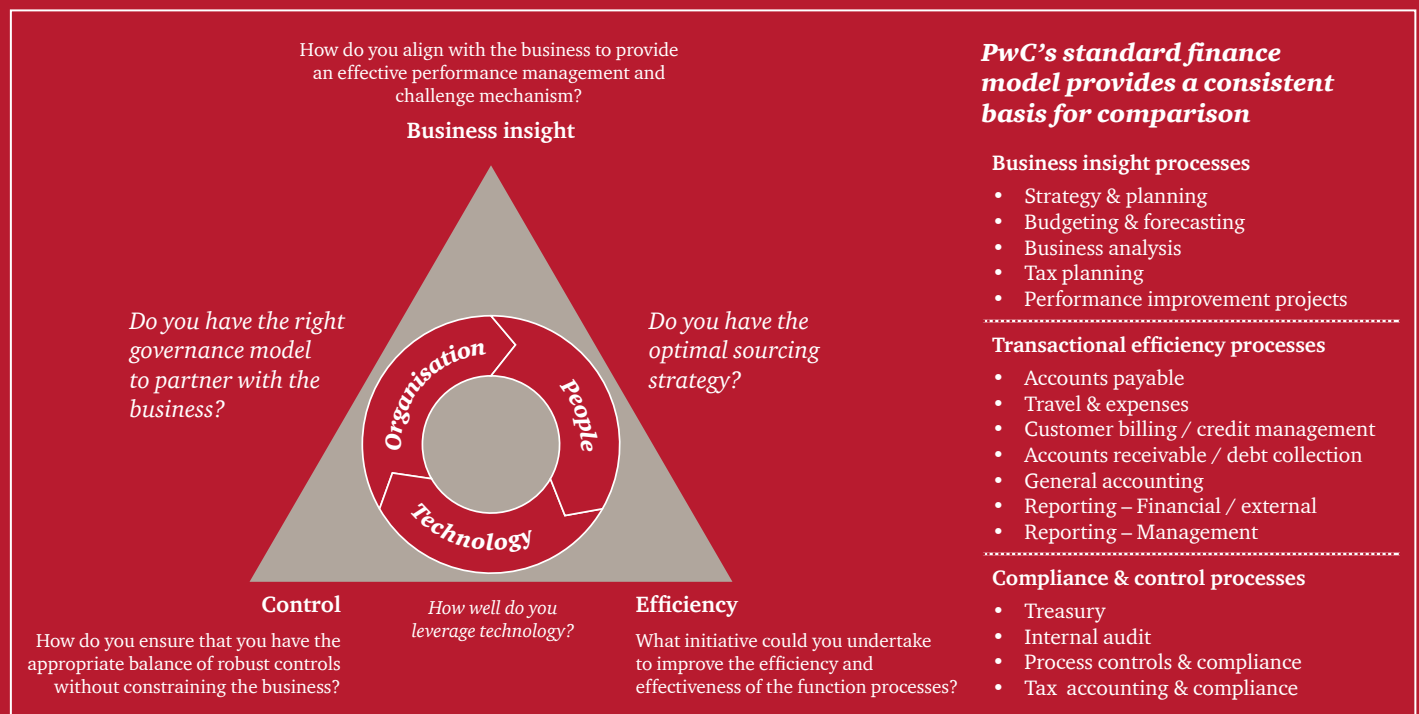 How do you align with the business to provide
an effective performance management and
challenge mechanism?
Business insight
Do you have the right
governance model
to partner with the
business?
Do you have the
optimal sourcing
strategy?
Organisation
People
Technology
Control
How do you ensure that you have the
appropriate balance of robust controls
without constraining the business?
How well do you
leverage technology?
Efficiency
What initiative could you undertake
to improve the efficiency and
effectiveness of the function processes?
PwC’s standard finance
model provides a consistent
basis for comparison
Business insight processes
• Strategy & planning
• Budgeting & forecasting
• Business analysis
• Tax planning
• Performance improvement projects
Transactional efficiency processes
• Accounts payable
• Travel & expenses
• Customer billing / credit management
• Accounts receivable / debt collection
• General accounting
• Reporting – Financial / external
• Reporting – Management
Compliance & control processes
• Treasury
• Internal audit
• Process controls & compliance
• Tax accounting & compliance